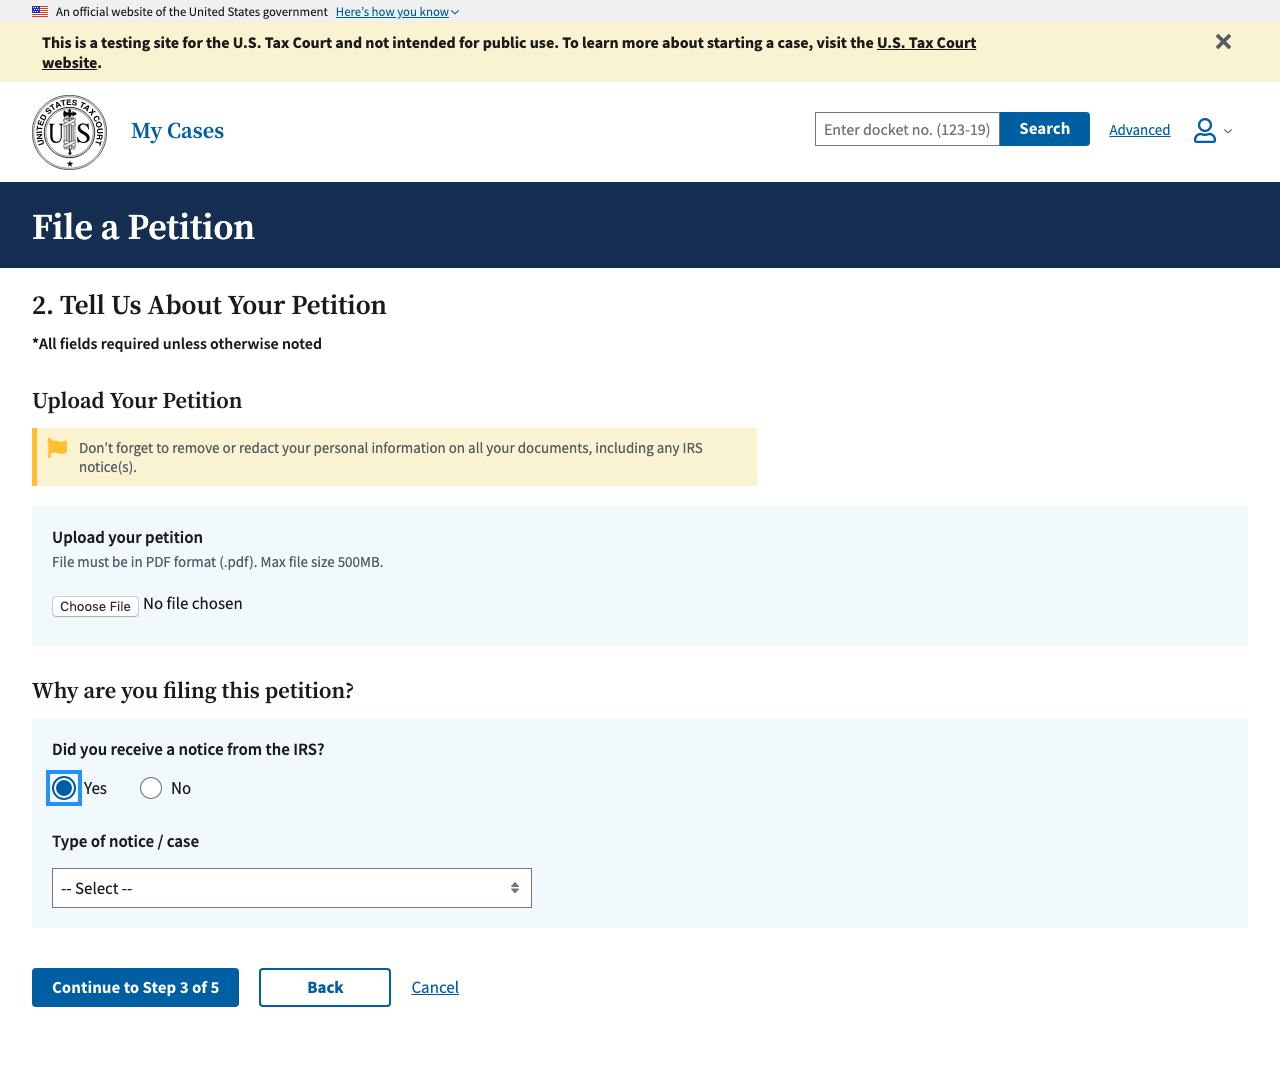 An official website of the United States government Here's how you know
This is a testing site for the U.S. Tax Court and not intended for public use. To learn more about starting a case, visit the U.S. Tax Court
website.
UNITED STATES TAX COURT
US
My Cases
Enter docket no. (123-19)
Search
Advanced
File a Petition
2. Tell Us About Your Petition
*All fields required unless otherwise noted
Upload Your Petition
Don't forget to remove or redact your personal information on all your documents, including any IRS
notice(s).
Upload your petition
File must be in PDF format (.pdf). Max file size 500MB.
Choose File No file chosen
Why are you filing this petition?
Did you receive a notice from the IRS?
Yes
No
Type of notice / case
-- Select --
Continue to Step 3 of 5
Back
Cancel